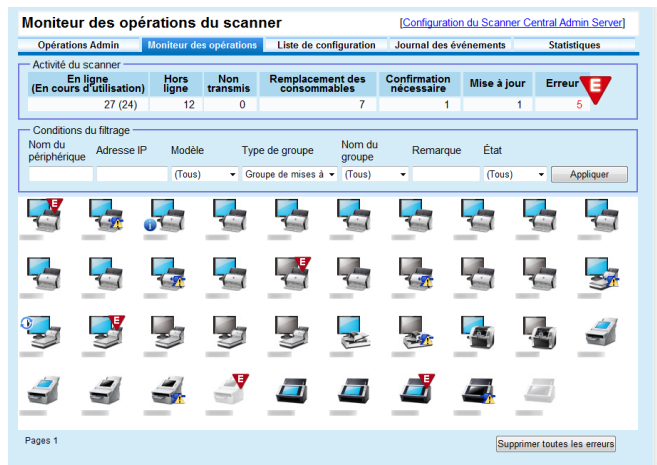 Moniteur des opérations du scanner
[Configuration du Scanner Central Admin Server]
Opérations Admin Moniteur des opérations Liste de configuration Journal des événements Statistiques
Activité du scanner
En ligne
(En cours d'utilisation)
Hors
ligne
Non
transmis
Remplacement des
consommables
Confirmation
nécessaire
Mise à jour
Erreur
E
27 (24) 12 0 7 1 1 5
Conditions du filtrage
Nom du
périphérique
Adresse IP
Modèle
Type de groupe
Nom du
groupe
Remarque
État
(Tous) Groupe de mises à (Tous) (Tous) Appliquer
E
i
E
E
E
E
Pages 1
Supprimer toutes les erreurs